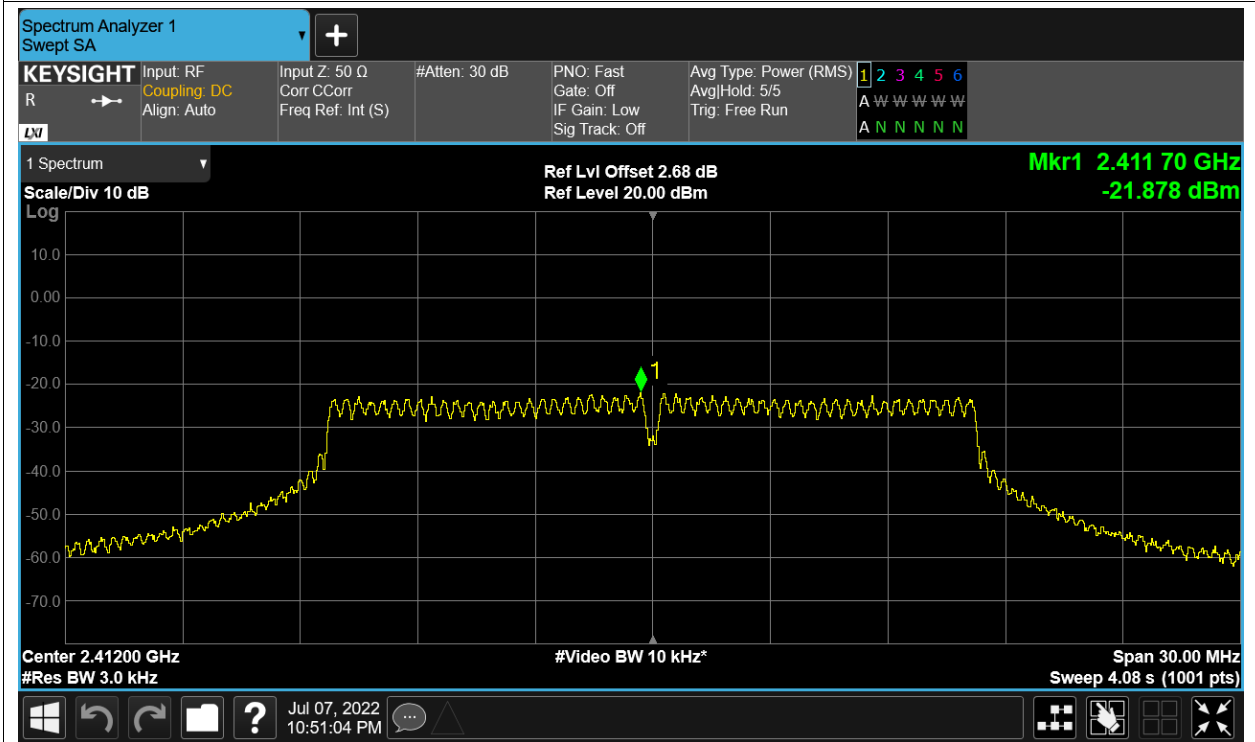 Spectrum Analyzer 1
Swept SA
KEYSIGHT
R
LXI
Input: RF
Coupling: DC
Align: Auto
Input Z: 50 Ω
Corr CCorr
Freq Ref: Int (S)
#Atten: 30 dB
PNO: Fast
Gate: Off
IF Gain: Low
Sig Track: Off
Avg Type: Power (RMS)
Avg|Hold: 5/5
Trig: Free Run
1 2 3 4 5 6
A W W W W W
A N N N N N
1 Spectrum
Scale/Div 10 dB
Log
Ref Lvl Offset 2.68 dB
Ref Level 20.00 dBm
Mkr1 2.411 70 GHz
-21.878 dBm
10.0
0.00
-10.0
1
-20.0
-30.0
-40.0
-50.0
-60.0
-70.0
Center 2.41200 GHz
#Res BW 3.0 kHz
#Video BW 10 kHz*
Span 30.00 MHz
Sweep 4.08 s (1001 pts)
?
Jul 07, 2022
10:51:04 PM